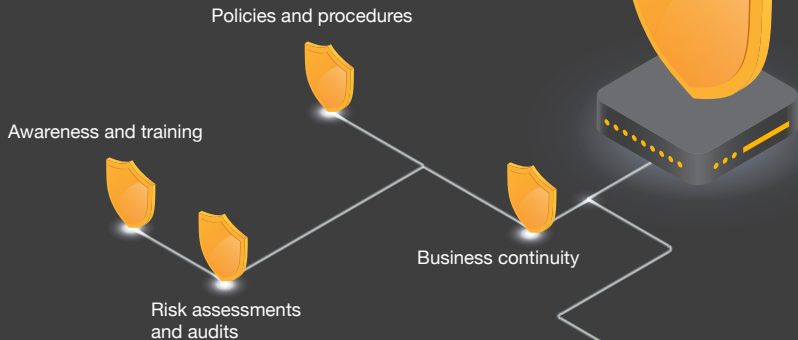 Policies and procedures
Awareness and training
Business continuity
Risk assessments
and audits